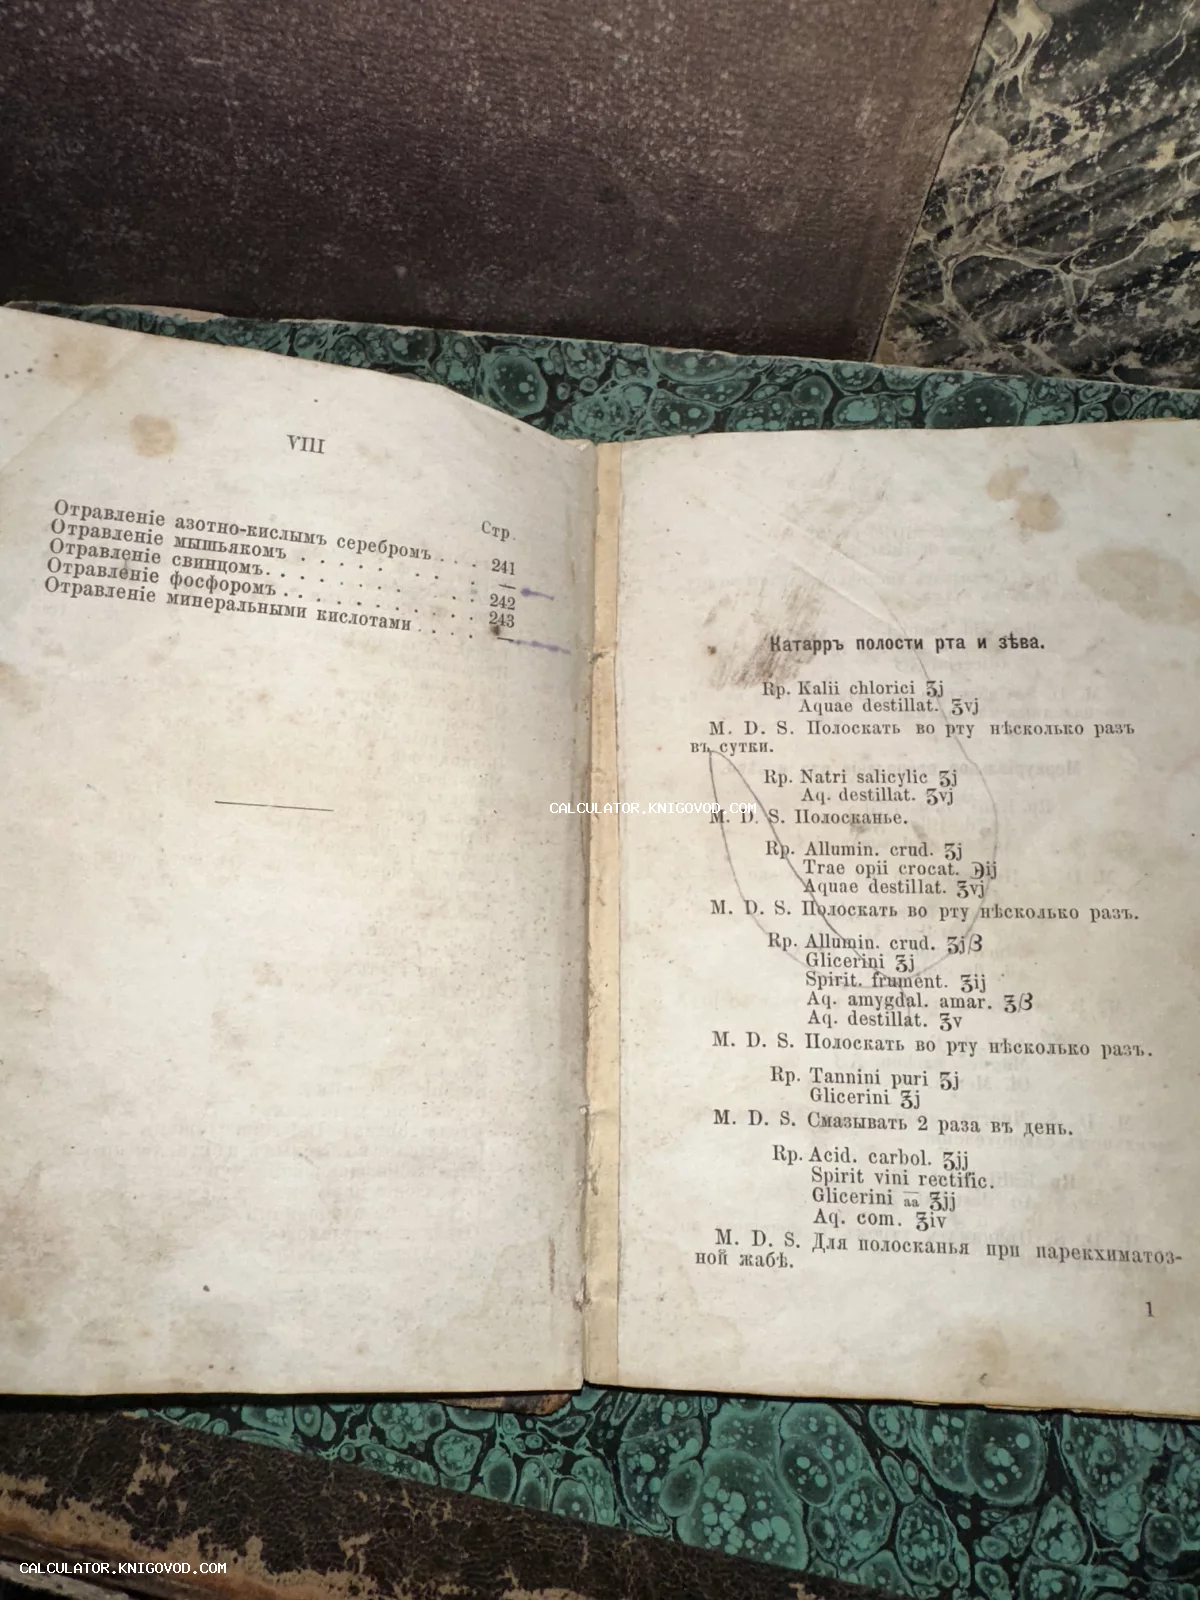 VIII
Стр.
Отравленіе азотно-кислымъ серебромъ . . . 241
Отравленіе мышьякомъ . . . . . . . —
Отравленіе свинцомъ. . . . . . . . . 242
Отравленіе фосфоромъ . . . . . . . . 243
Отравленіе минеральными кислотами . . . . —
Катарръ полости рта и зѣва.
Rp. Kalii chlorici ʒj
Aquae destillat. ℥vj
M. D. S. Полоскать во рту нѣсколько разъ
въ сутки.
Rp. Natri salicylic ʒj
Aq. destillat. ℥vj
M. D. S. Полосканье.
Rp. Allumin. crud. ʒj
Trae opii crocat. ℈ij
Aquae destillat. ℥vj
M. D. S. Полоскать во рту нѣсколько разъ.
Rp. Allumin. crud. ʒjβ
Glicerini ℥j
Spirit. frument. ℥ij
Aq. amygdal. amar. ℥β
Aq. destillat. ℥v
M. D. S. Полоскать во рту нѣсколько разъ.
Rp. Tannini puri ʒj
Glicerini ℥j
M. D. S. Смазывать 2 раза въ день.
Rp. Acid. carbol. ʒjj
Spirit vini rectific.
Glicerini aa ℥jj
Aq. com. ℥iv
M. D. S. Для полосканья при парекхиматоз-
ной жабѣ.
1
CALCULATOR.KNIGOVOD.COM
CALCULATOR.KNIGOVOD.COM